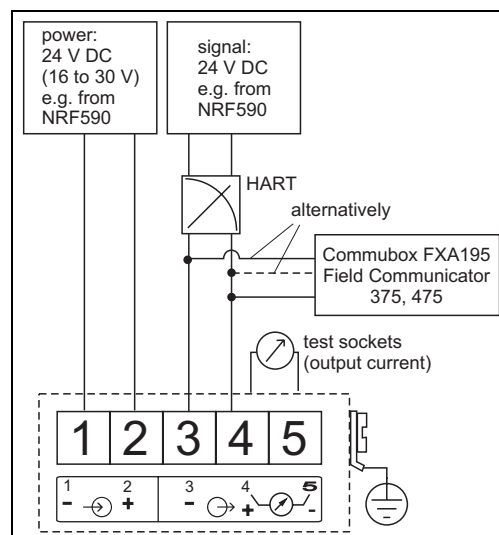 power:
24 V DC
(16 to 30 V)
e.g. from
NRF590
signal:
24 V DC
e.g. from
NRF590
HART
alternatively
Commubox FXA195
Field Communicator
375, 475
test sockets
(output current)
1 2 3 4 5
1 2 3 4 5
- + - + -